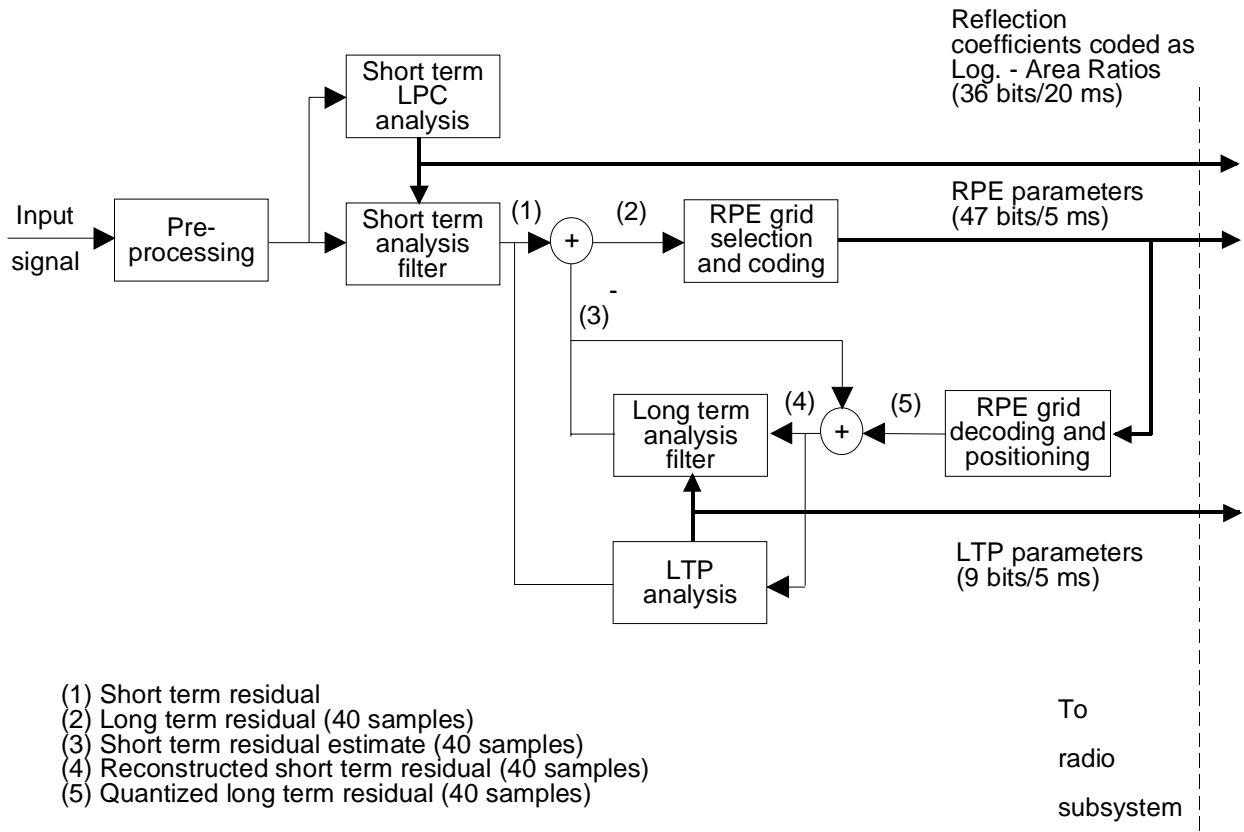 Reflection
coefficients coded as
Log. - Area Ratios
(36 bits/20 ms)
Short term
LPC
analysis
Input
signal
Pre-
processing
Short term
analysis
filter
(1)
+
(2)
RPE grid
selection
and coding
RPE parameters
(47 bits/5 ms)
-
(3)
Long term
analysis
filter
(4)
+
(5)
RPE grid
decoding and
positioning
LTP
analysis
LTP parameters
(9 bits/5 ms)
(1) Short term residual
(2) Long term residual (40 samples)
(3) Short term residual estimate (40 samples)
(4) Reconstructed short term residual (40 samples)
(5) Quantized long term residual (40 samples)
To
radio
subsystem